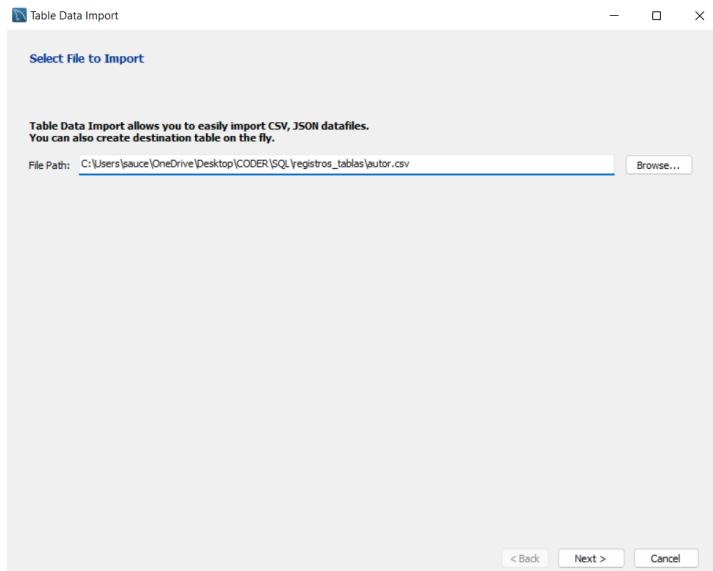 Table Data Import
Select File to Import
Table Data Import allows you to easily import CSV, JSON datafiles.
You can also create destination table on the fly.
File Path: C:\Users\sauce\OneDrive\Desktop\CODER\SQL\registros_tablas\autor.csv Browse...
< Back Next > Cancel